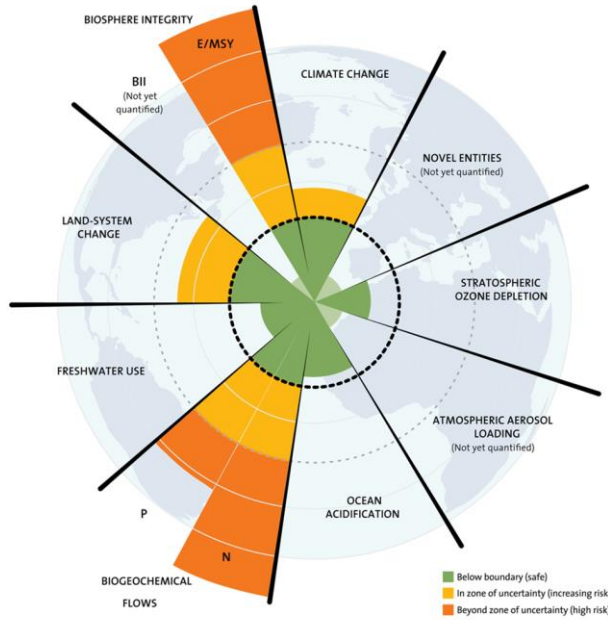 BIOSPHERE INTEGRITY
E/MSY
CLIMATE CHANGE
BII
(Not yet
quantified)
NOVEL ENTITIES
(Not yet quantified)
LAND-SYSTEM
CHANGE
STRATOSPHERIC
OZONE DEPLETION
FRESHWATER USE
ATMOSPHERIC AEROSOL
LOADING
(Not yet quantified)
OCEAN
ACIDIFICATION
P
N
BIOGEOCHEMICAL
FLOWS
Below boundary (safe)
In zone of uncertainty (increasing risk
Beyond zone of uncertainty (high risk)